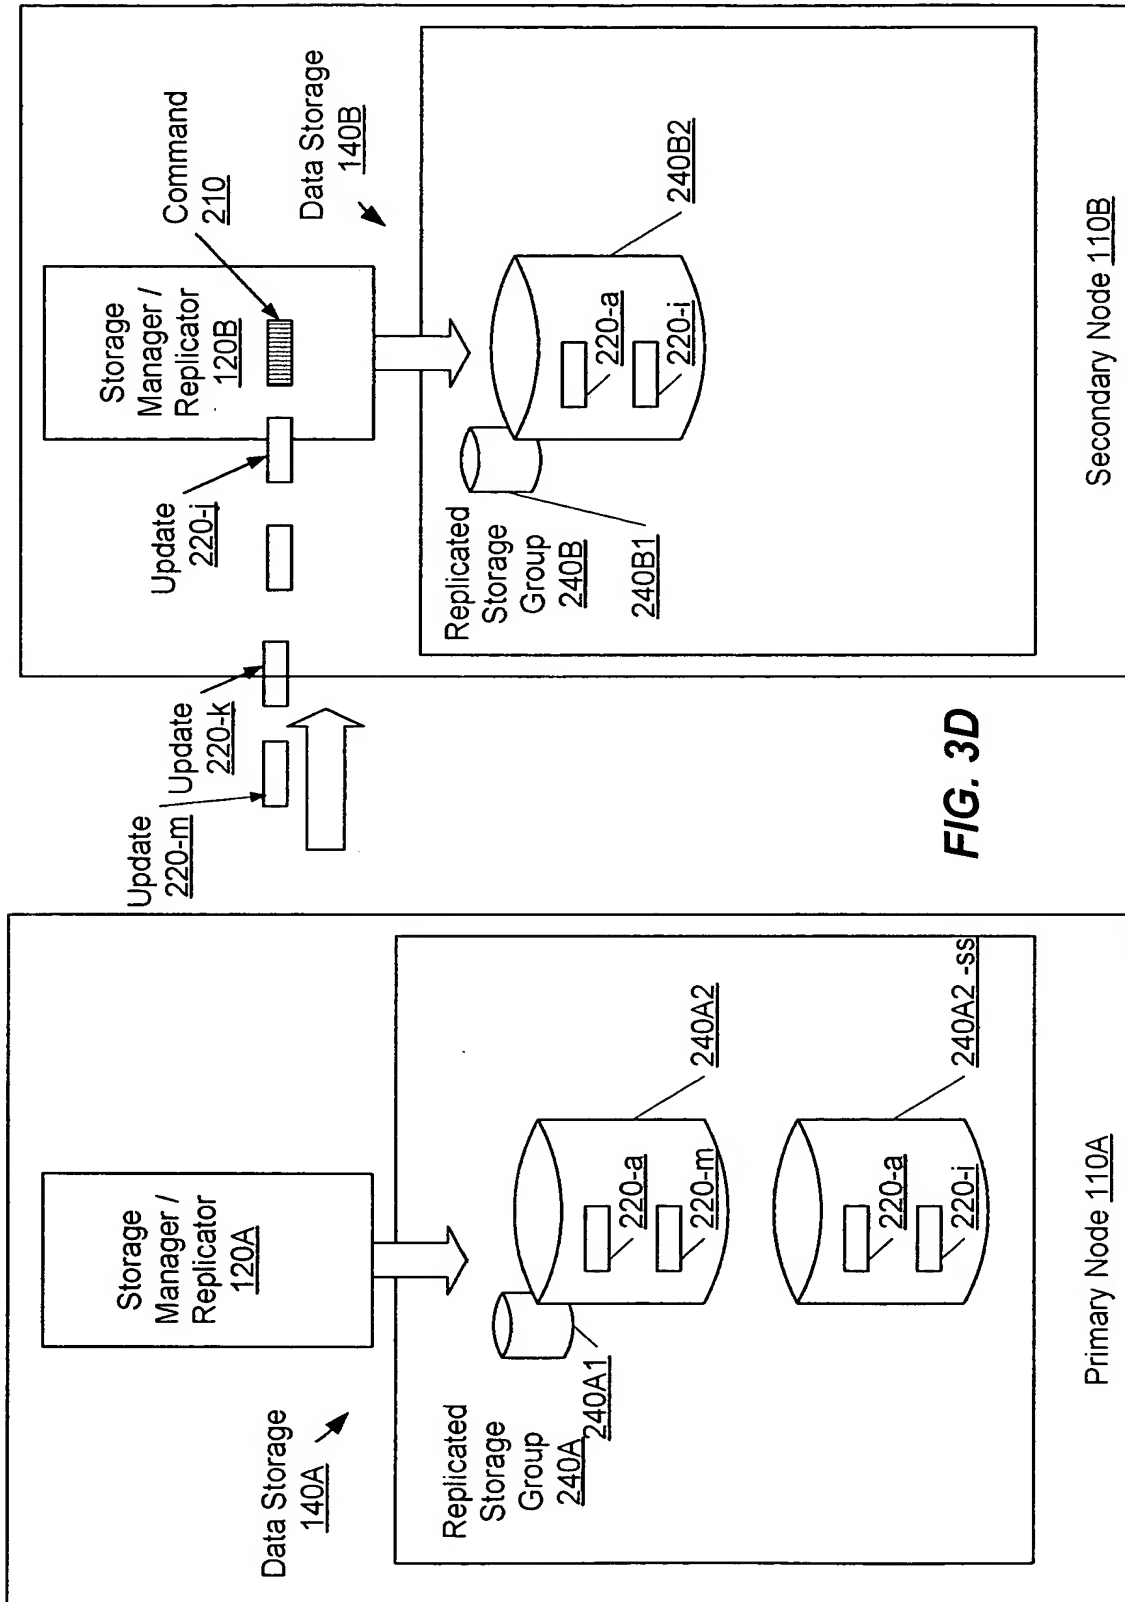 Data Storage
140A
Storage
Manager /
Replicator
120A
Replicated
Storage
Group
240A
240A1
220-a
220-m
240A2
220-a
220-i
240A2 -ss
Primary Node 110A
Update
220-m
Update
220-k
Update
220-j
Storage
Manager /
Replicator
120B
Command
210
Data Storage
140B
Replicated
Storage
Group
240B
240B1
220-a
220-i
240B2
Secondary Node 110B
FIG. 3D